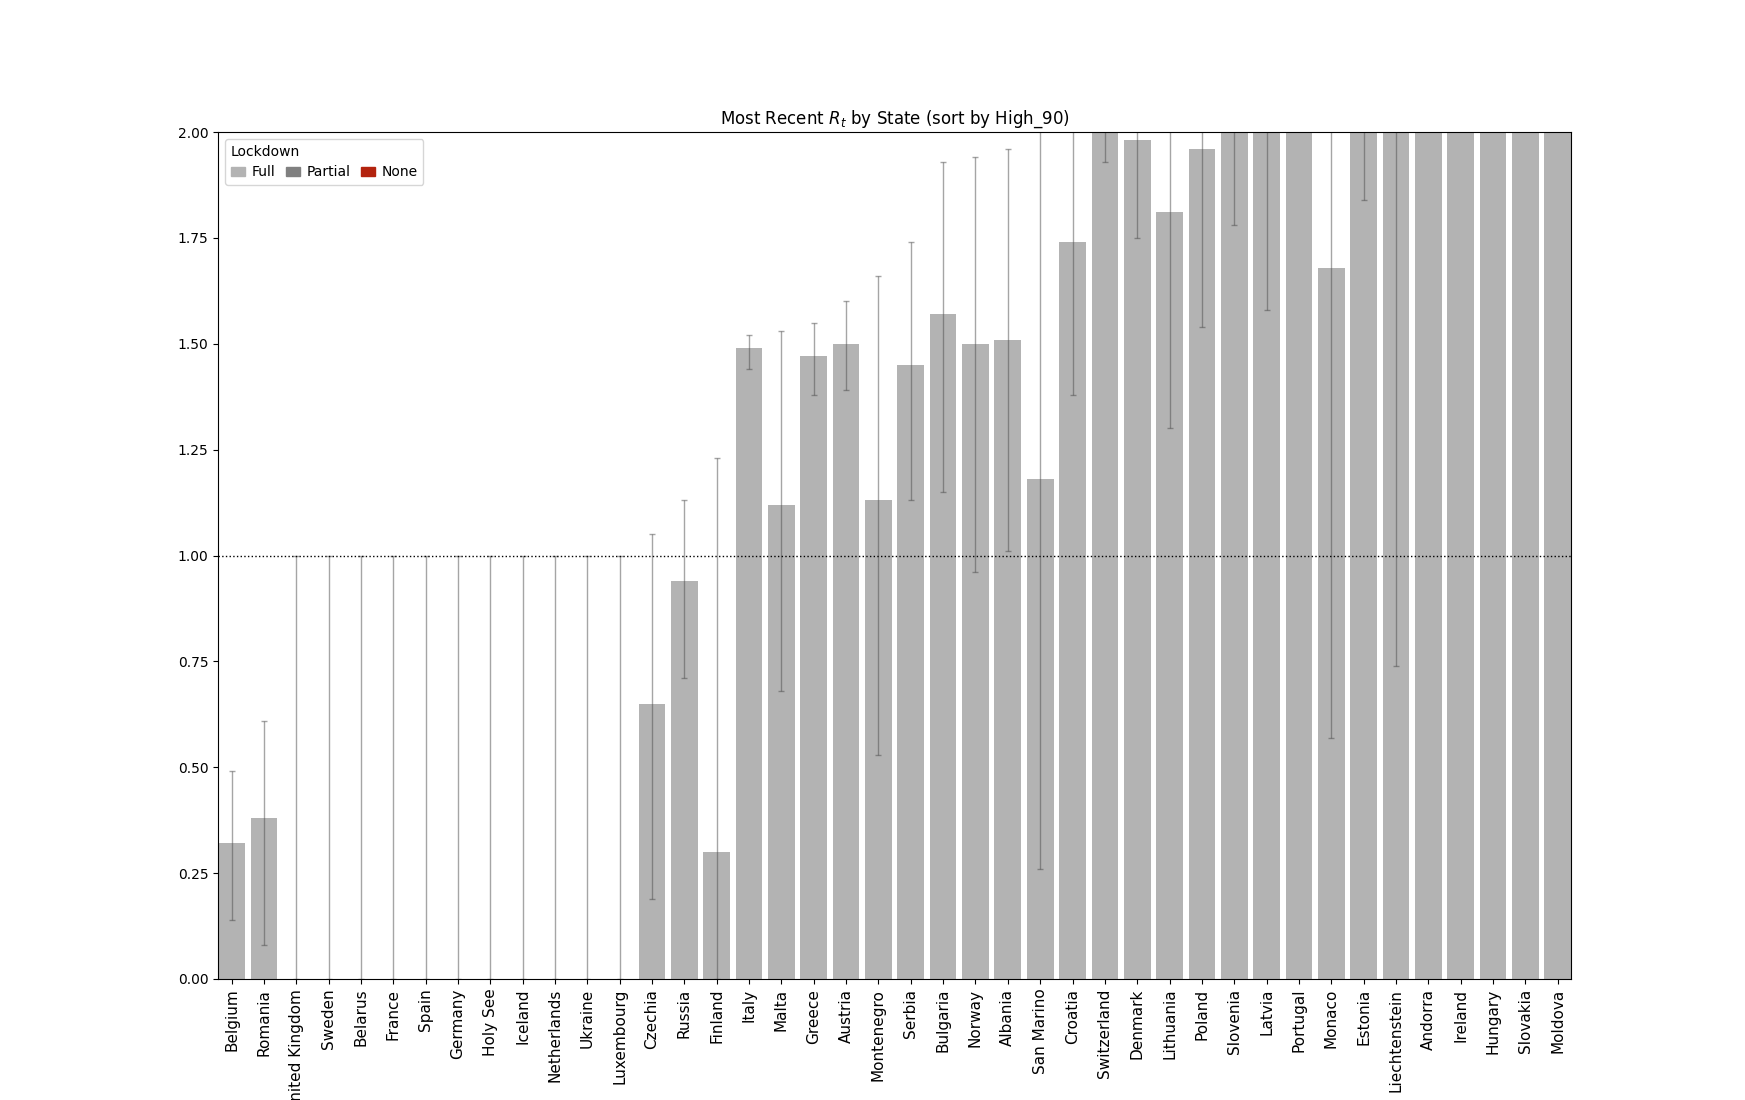 Most Recent R_t by State (sort by High_90)
Lockdown
Full Partial None
2.00
1.75
1.50
1.25
1.00
0.75
0.50
0.25
0.00
Belgium
Romania
nited Kingdom
Sweden
Belarus
France
Spain
Germany
Holy See
Iceland
Netherlands
Ukraine
Luxembourg
Czechia
Russia
Finland
Italy
Malta
Greece
Austria
Montenegro
Serbia
Bulgaria
Norway
Albania
San Marino
Croatia
Switzerland
Denmark
Lithuania
Poland
Slovenia
Latvia
Portugal
Monaco
Estonia
Liechtenstein
Andorra
Ireland
Hungary
Slovakia
Moldova